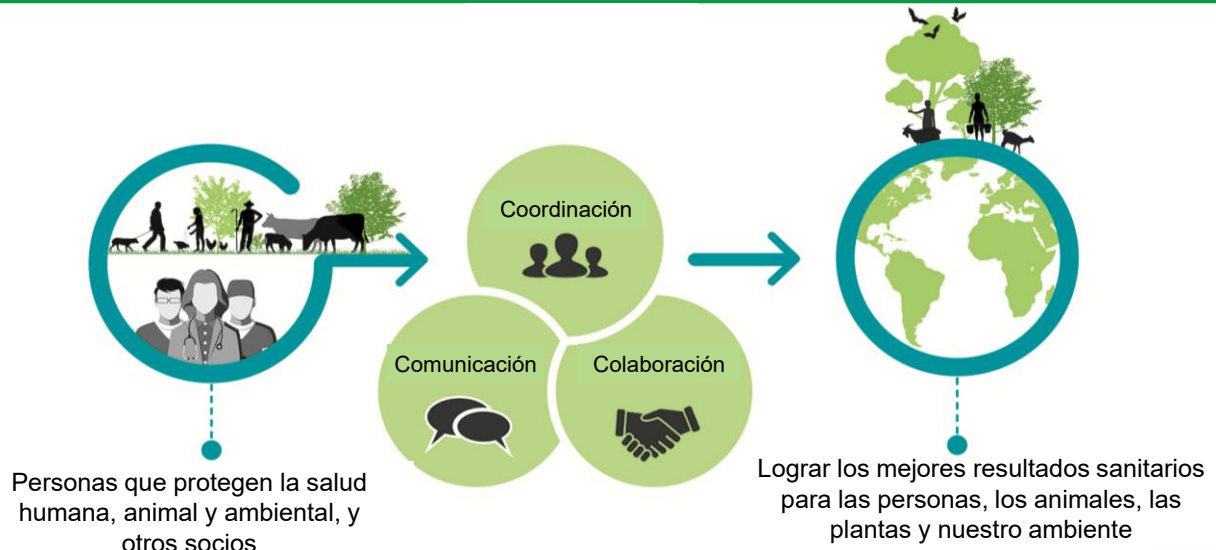 Coordinación
Comunicación
Colaboración
Personas que protegen la salud
humana, animal y ambiental, y
otros socios
Lograr los mejores resultados sanitarios
para las personas, los animales, las
plantas y nuestro ambiente